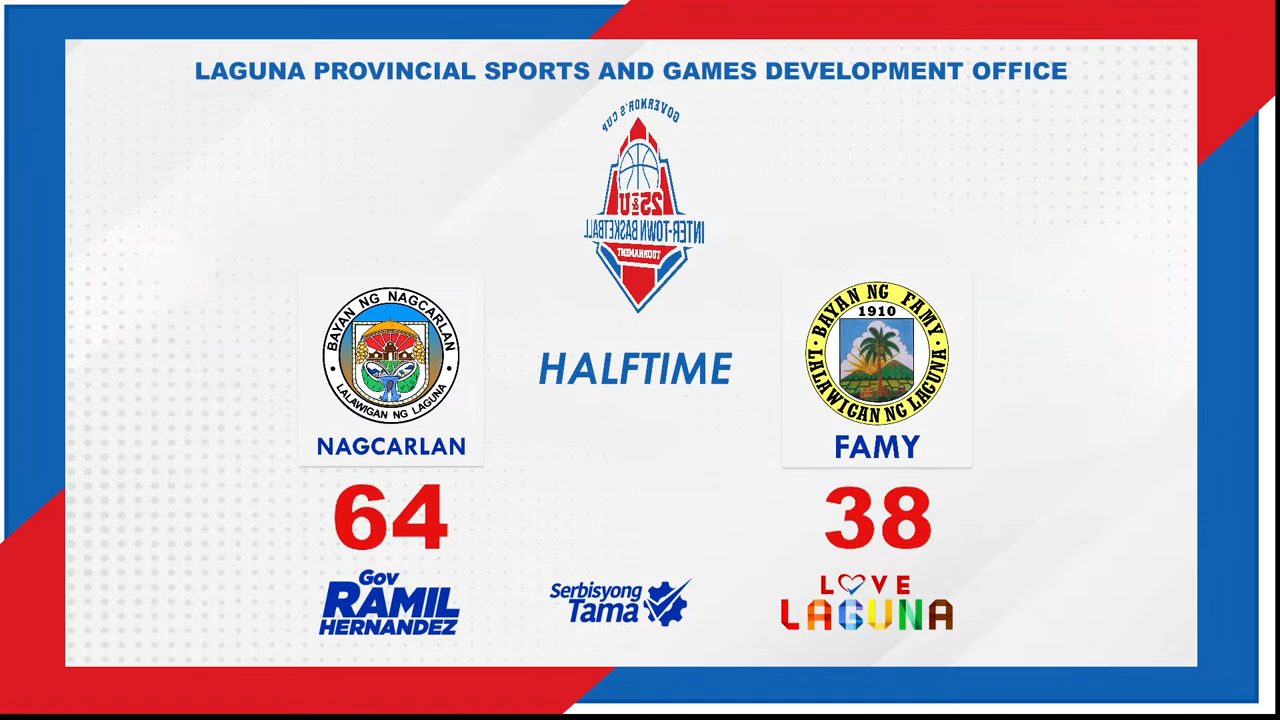 LAGUNA PROVINCIAL SPORTS AND GAMES DEVELOPMENT OFFICE
GOVERNOR'S CUP
25 & U
INTER-TOWN BASKETBALL
TOURNAMENT
BAYAN NG NAGCARLAN
LALAWIGAN NG LAGUNA
NAGCARLAN
HALFTIME
BAYAN NG FAMY
1910
LALAWIGAN NG LAGUNA
FAMY
64
38
Gov
RAMIL
HERNANDEZ
Serbisyong
Tama
LOVE
LAGUNA